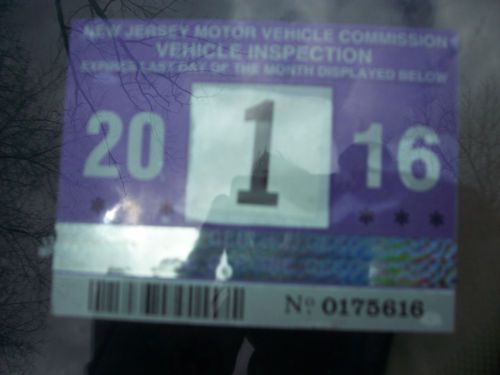 NEW JERSEY MOTOR VEHICLE COMMISSION
VEHICLE INSPECTION
EXPIRES LAST DAY OF THE MONTH DISPLAYED BELOW
20 1 16
* * * * *
Nº 0175616